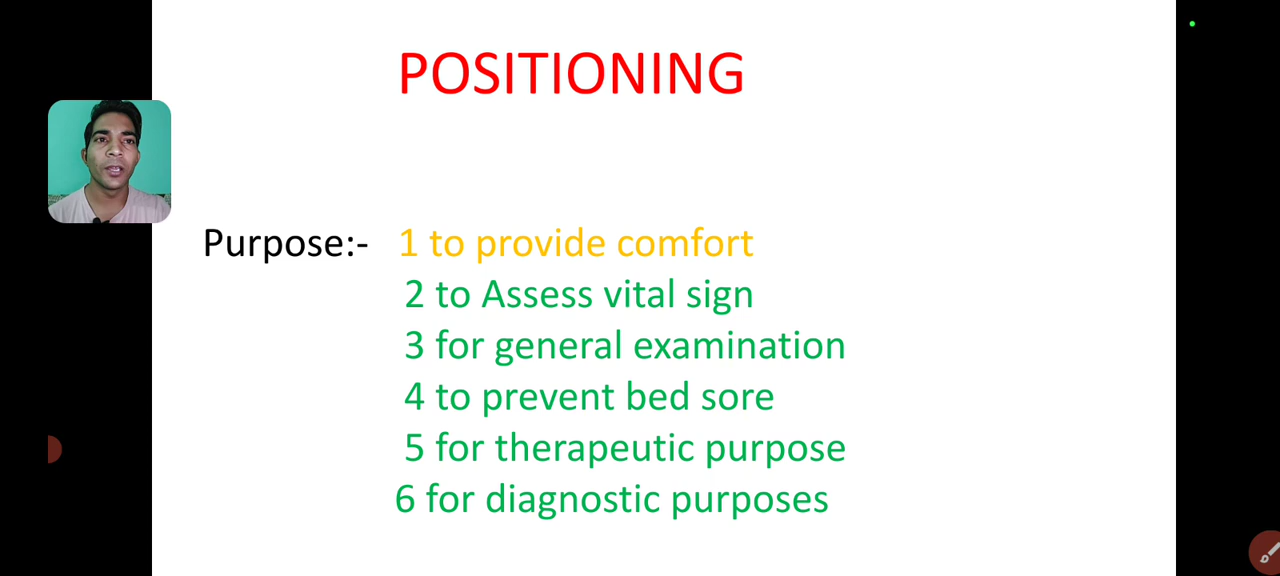 POSITIONING
Purpose:- 1 to provide comfort
2 to Assess vital sign
3 for general examination
4 to prevent bed sore
5 for therapeutic purpose
6 for diagnostic purposes